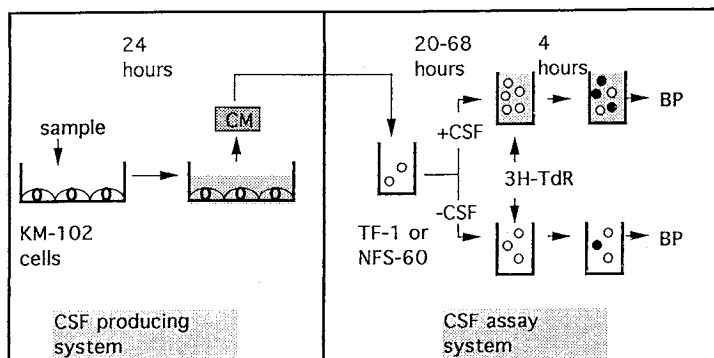 24
hours
sample
CM
KM-102
cells
CSF producing
system
20-68
hours
4
hours
+CSF
-CSF
3H-TdR
BP
BP
TF-1 or
NFS-60
CSF assay
system